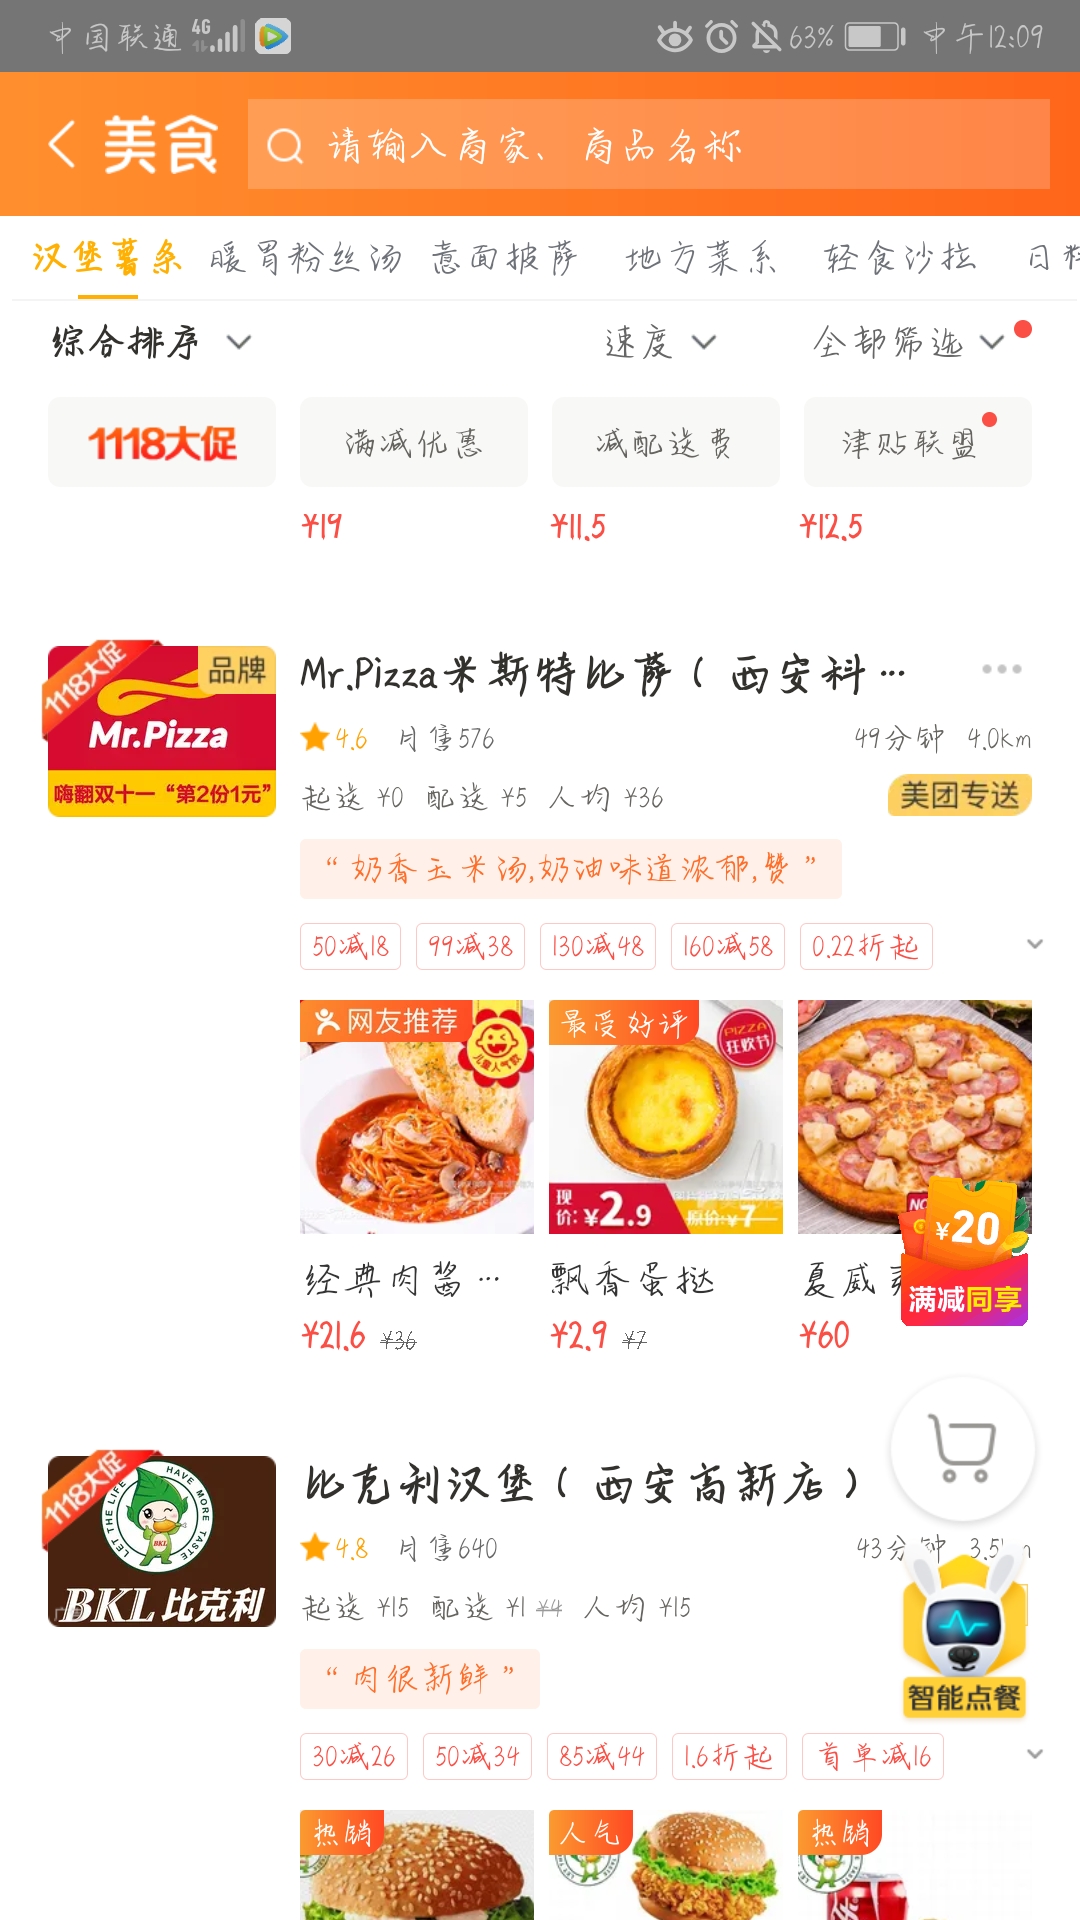 中国联通 4G 63% 中午12:09
美食 请输入商家、商品名称
汉堡薯条 暖胃粉丝汤 意面披萨 地方菜系 轻食沙拉 日料
综合排序 速度 全部筛选
1118大促 满减优惠 减配送费 津贴联盟
¥19 ¥11.5 ¥12.5
1118大促 品牌
Mr.Pizza
嗨翻双十一“第2份1元”
Mr.Pizza米斯特比萨（西安科…
4.6 月售576 49分钟 4.0km
起送 ¥0 配送 ¥5 人均 ¥36 美团专送
“奶香玉米汤,奶油味道浓郁,赞”
50减18 99减38 130减48 160减58 0.22折起
网友推荐 儿童人气款 最受好评 PIZZA 狂欢节
现价:¥2.9 原价:¥7
NO
¥20
满减同享
经典肉酱… 飘香蛋挞 夏威
¥21.6 ¥36 ¥2.9 ¥7 ¥60
1118大促
LET THE LIFE HAVE MORE TASTE
BKL
BKL 比克利
广告
比克利汉堡（西安高新店）
4.8 月售640 43分钟 3.5
起送 ¥15 配送 ¥1 ¥4 人均 ¥15
“肉很新鲜”
智能点餐
30减26 50减34 85减44 1.6折起 首单减16
热销 人气 热销